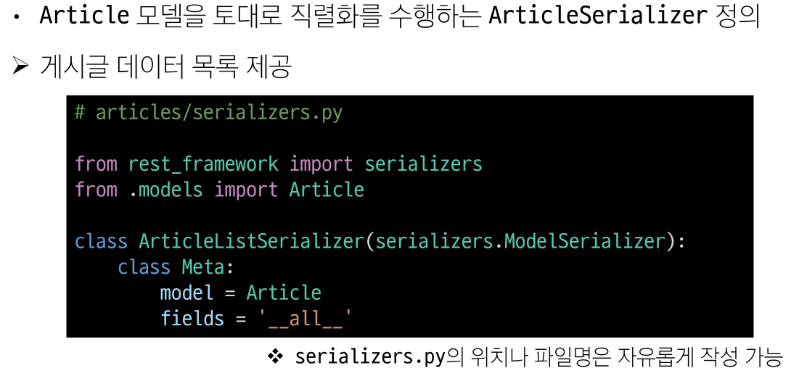 • Article 모델을 토대로 직렬화를 수행하는 ArticleSerializer 정의
➤ 게시글 데이터 목록 제공
# articles/serializers.py
from rest_framework import serializers
from .models import Article
class ArticleListSerializer(serializers.ModelSerializer):
    class Meta:
        model = Article
        fields = '__all__'
❖ serializers.py의 위치나 파일명은 자유롭게 작성 가능